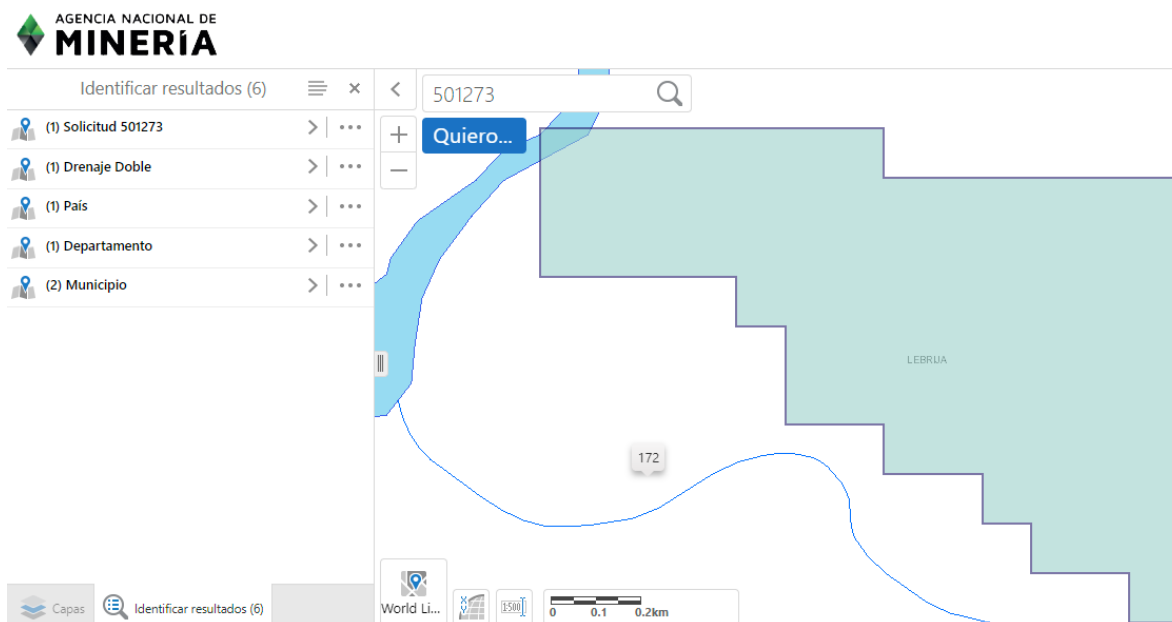 AGENCIA NACIONAL DE
MINERÍA
Identificar resultados (6)
(1) Solicitud 501273
(1) Drenaje Doble
(1) País
(1) Departamento
(2) Municipio
Capas
Identificar resultados (6)
501273
Quiero...
LEBRIJA
172
World Li...
X Y
1:500
0 0.1 0.2km